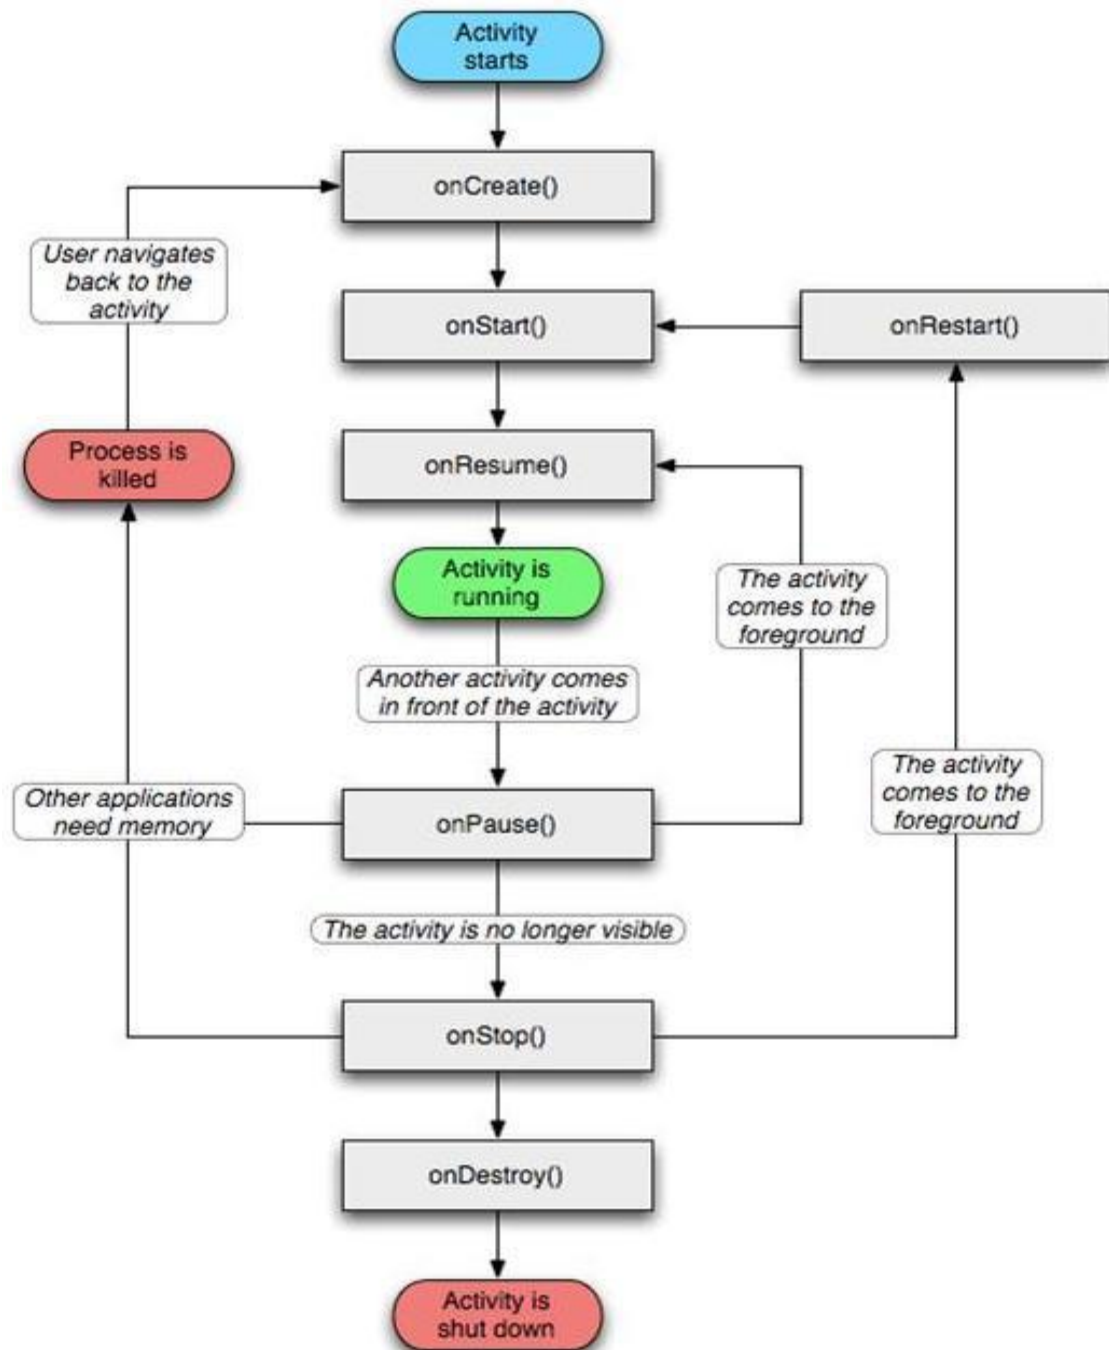 Activity
starts
onCreate()
User navigates
back to the
activity
onStart()
onRestart()
Process is
killed
onResume()
Activity is
running
The activity
comes to the
foreground
Another activity comes
in front of the activity
The activity
comes to the
foreground
Other applications
need memory
onPause()
The activity is no longer visible
onStop()
onDestroy()
Activity is
shut down